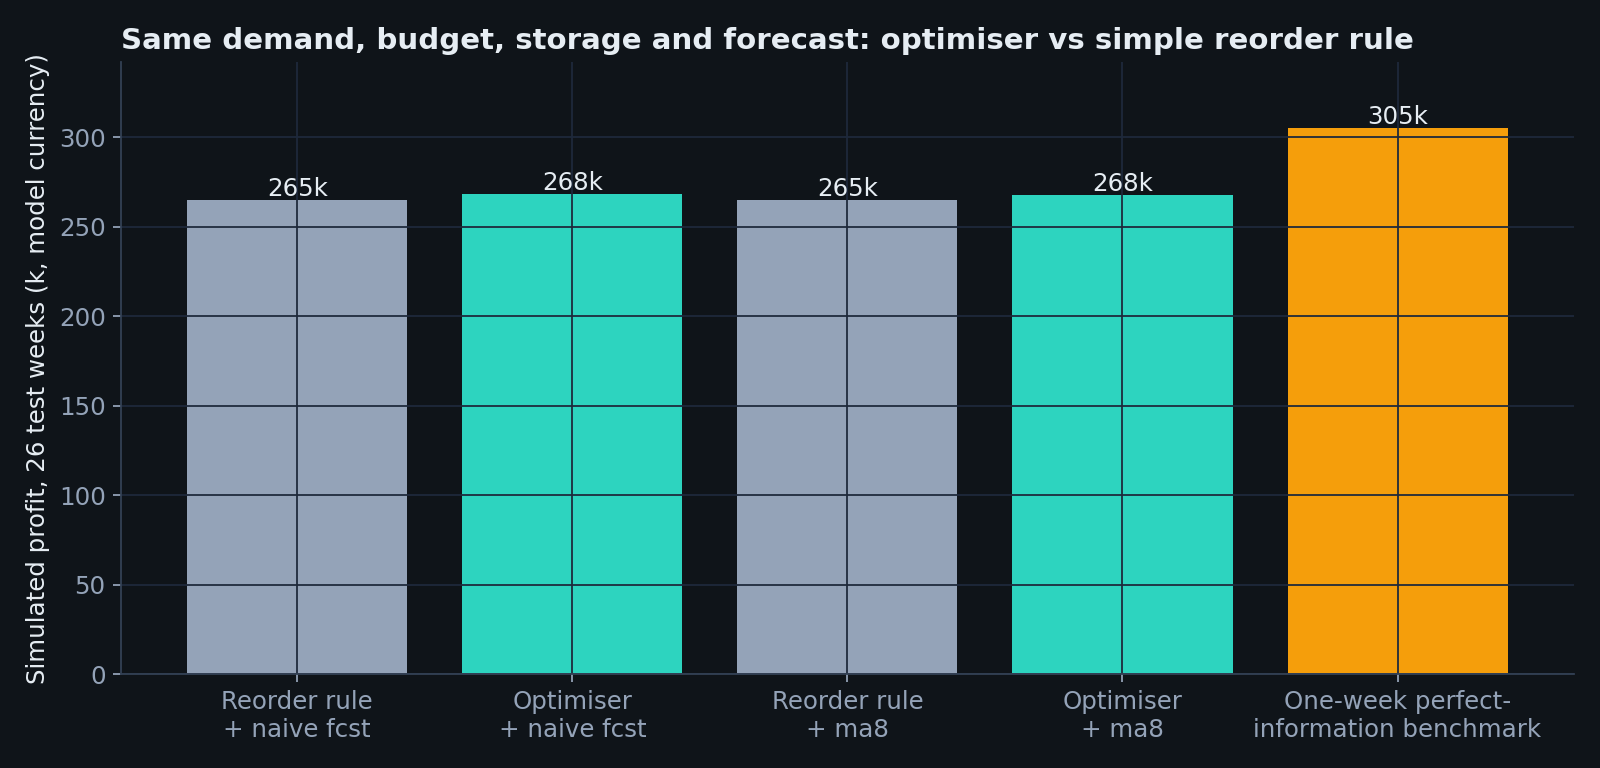 Same demand, budget, storage and forecast: optimiser vs simple reorder rule
Simulated profit, 26 test weeks (k, model currency)
300
250
200
150
100
50
0
265k
268k
265k
268k
305k
Reorder rule
+ naive fcst
Optimiser
+ naive fcst
Reorder rule
+ ma8
Optimiser
+ ma8
One-week perfect-
information benchmark